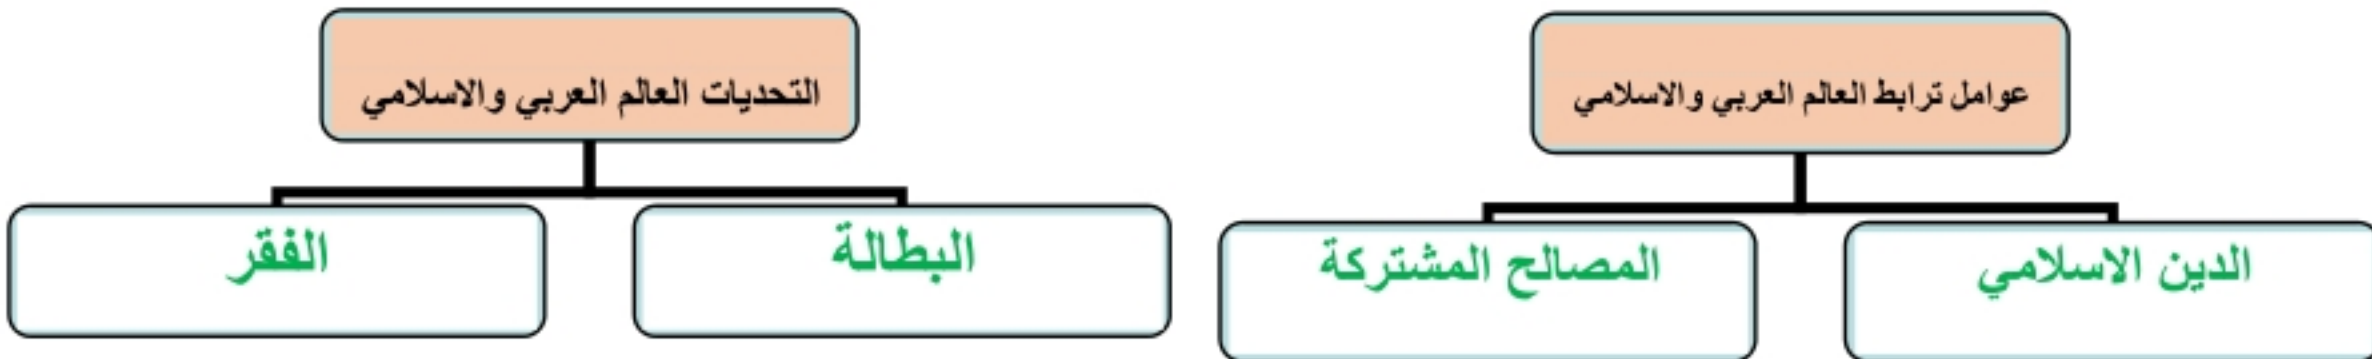 عوامل ترابط العالم العربي والاسلامي
الدين الاسلامي
المصالح المشتركة
التحديات العالم العربي والاسلامي
البطالة
الفقر